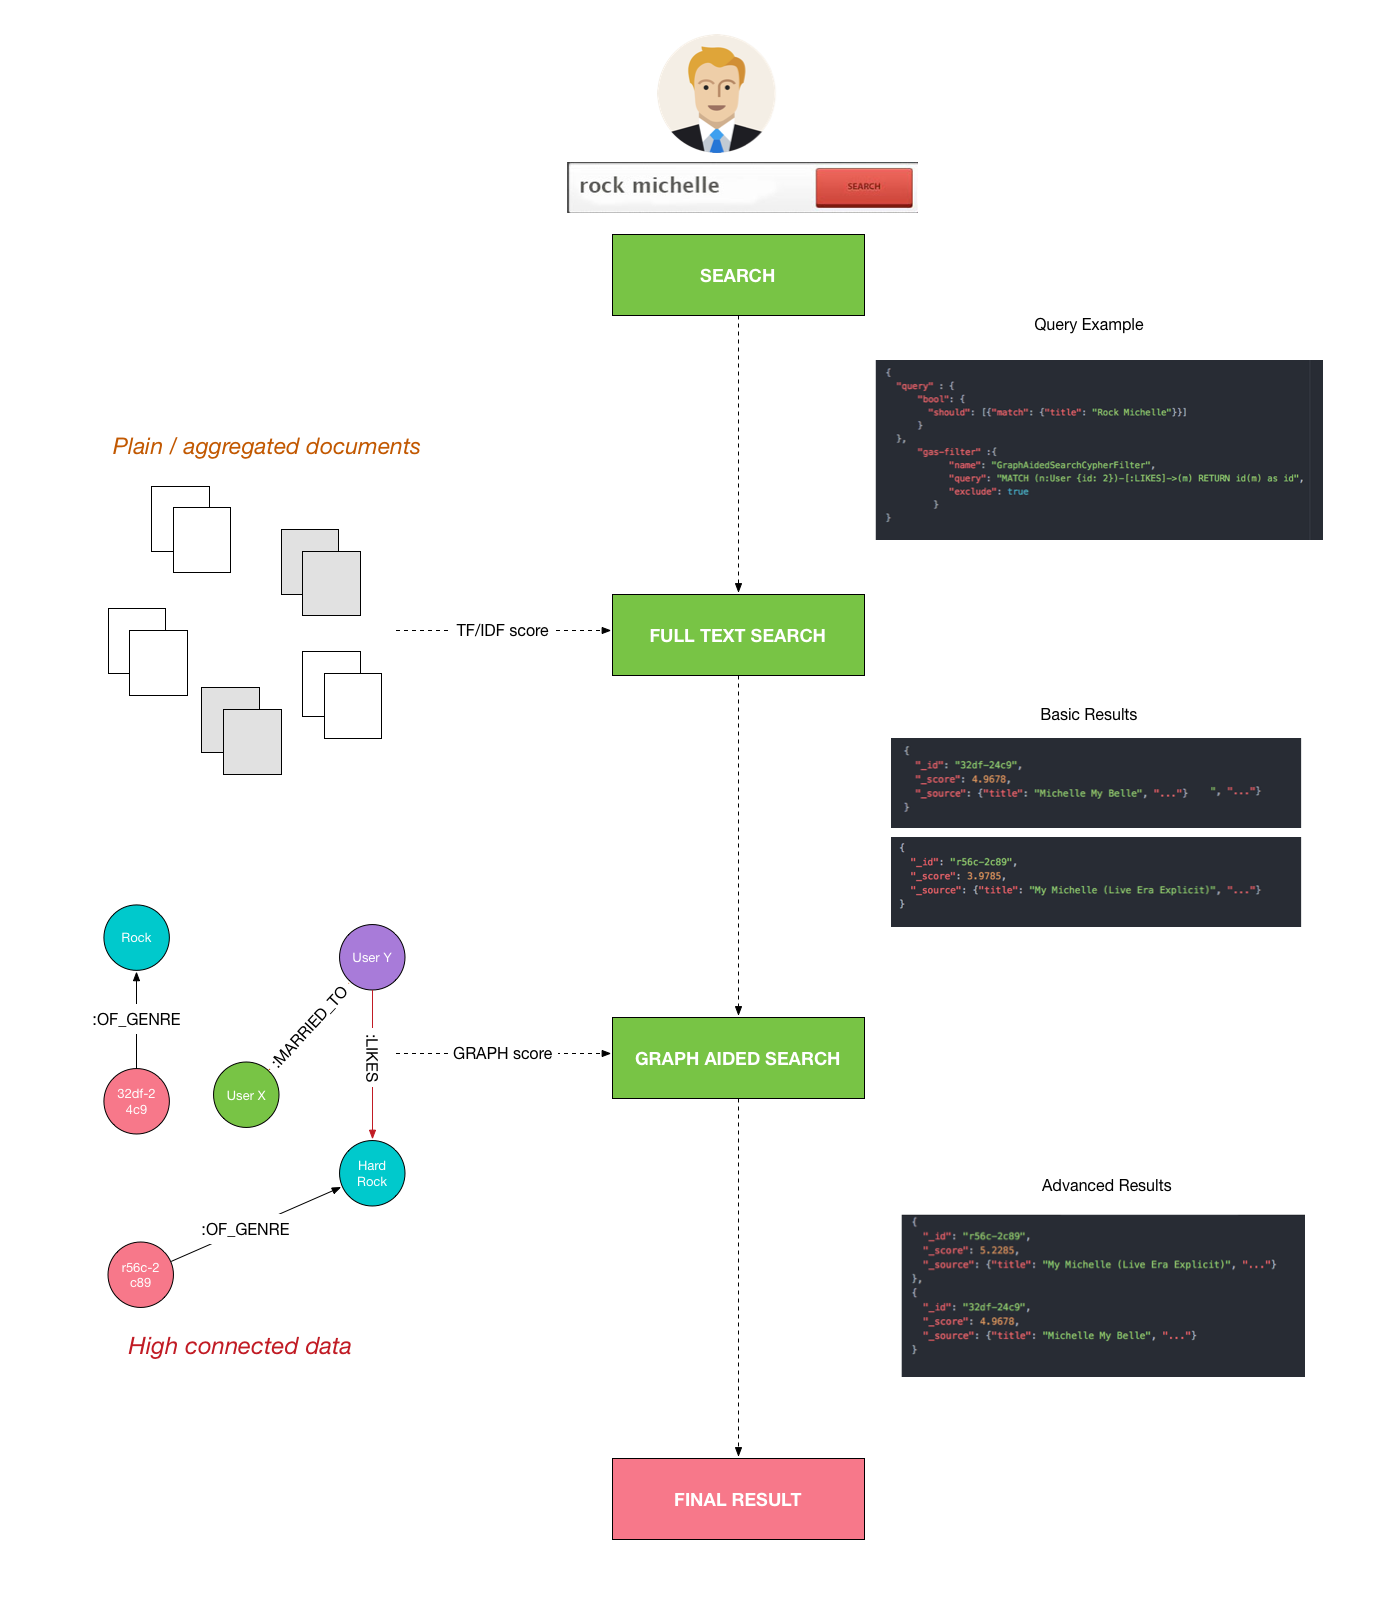 rock michelle
SEARCH
SEARCH
Query Example
{
"query" : {
"bool": {
"should": [{"match": {"title": "Rock Michelle"}}]
}
},
"gas-filter" :{
"name": "GraphAidedSearchCypherFilter",
"query": "MATCH (n:User {id: 2})-[:LIKES]->(m) RETURN id(m) as id",
"exclude": true
}
}
Plain / aggregated documents
TF/IDF score
FULL TEXT SEARCH
Basic Results
{
"_id": "32df-24c9",
"_score": 4.9678,
"_source": {"title": "Michelle My Belle", "..."} ", "..."}
}
{
"_id": "r56c-2c89",
"_score": 3.9785,
"_source": {"title": "My Michelle (Live Era Explicit)", "..."}
}
Rock
:OF_GENRE
32df-2
4c9
User Y
:MARRIED_TO
User X
:LIKES
Hard
Rock
:OF_GENRE
r56c-2
c89
High connected data
GRAPH score
GRAPH AIDED SEARCH
Advanced Results
{
"_id": "r56c-2c89",
"_score": 5.2285,
"_source": {"title": "My Michelle (Live Era Explicit)", "..."}
},
{
"_id": "32df-24c9",
"_score": 4.9678,
"_source": {"title": "Michelle My Belle", "..."}
}
FINAL RESULT